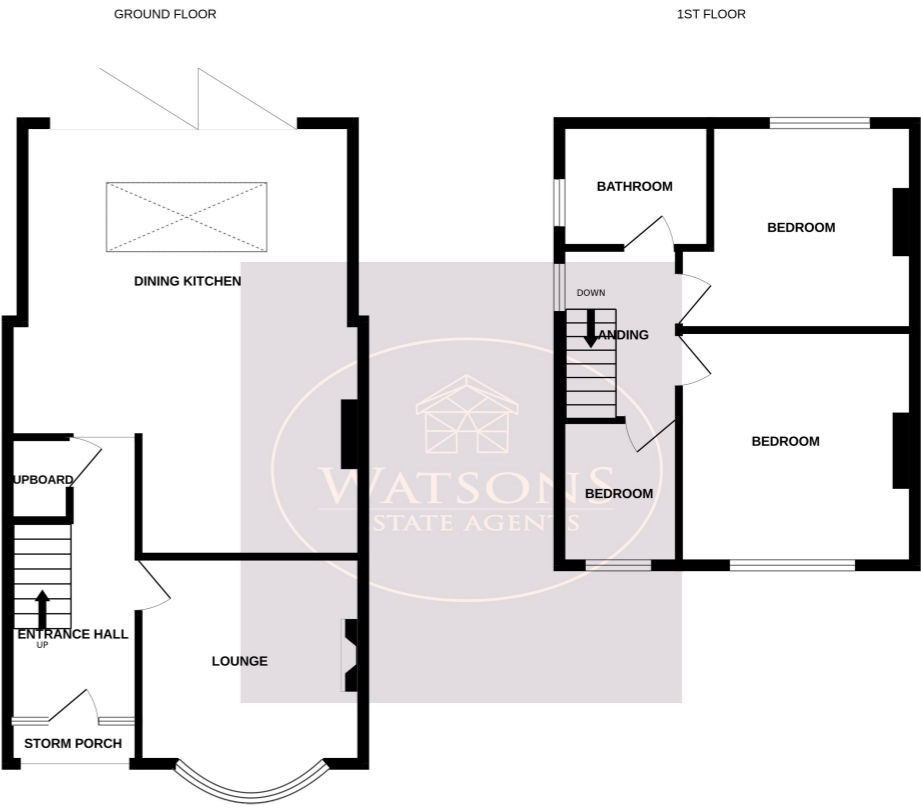 GROUND FLOOR
1ST FLOOR
DINING KITCHEN
UPBOARD
UP
ENTRANCE HALL
LOUNGE
STORM PORCH
BATHROOM
BEDROOM
DOWN
ANDING
BEDROOM
BEDROOM
WATSONS
ESTATE AGENTS